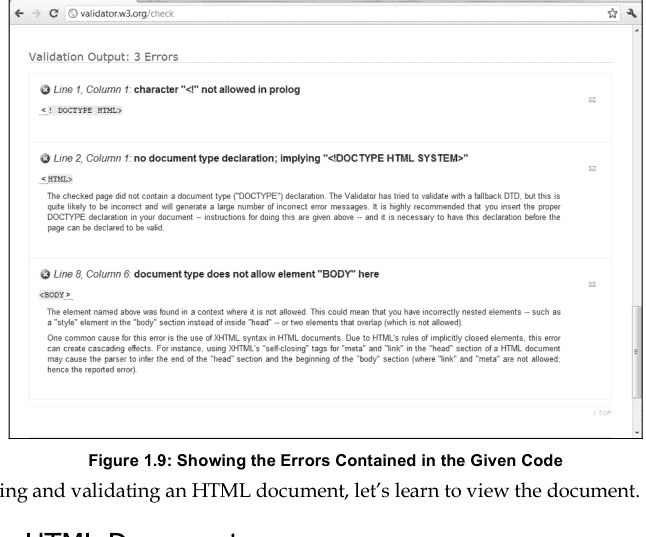 validator.w3.org/check
Validation Output: 3 Errors
Line 1, Column 1: character "<!" not allowed in prolog
<! DOCTYPE HTML>
Line 2, Column 1: no document type declaration; implying "<!DOCTYPE HTML SYSTEM>"
<HTML>
The checked page did not contain a document type ("DOCTYPE") declaration. The Validator has tried to validate with a fallback DTD, but this is
quite likely to be incorrect and will generate a large number of incorrect error messages. It is highly recommended that you insert the proper
DOCTYPE declaration in your document -- instructions for doing this are given above -- and it is necessary to have this declaration before the
page can be declared to be valid.
Line 8, Column 6: document type does not allow element "BODY" here
<BODY>
The element named above was found in a context where it is not allowed. This could mean that you have incorrectly nested elements -- such as
a "style" element in the "body" section instead of inside "head" -- or two elements that overlap (which is not allowed).
One common cause for this error is the use of XHTML syntax in HTML documents. Due to HTML's rules of implicitly closed elements, this error
can create cascading effects. For instance, using XHTML's "self-closing" tags for "meta" and "link" in the "head" section of a HTML document
may cause the parser to infer the end of the "head" section and the beginning of the "body" section (where "link" and "meta" are not allowed;
hence the reported error).
↑ TOP
Figure 1.9: Showing the Errors Contained in the Given Code
ing and validating an HTML document, let's learn to view the document.